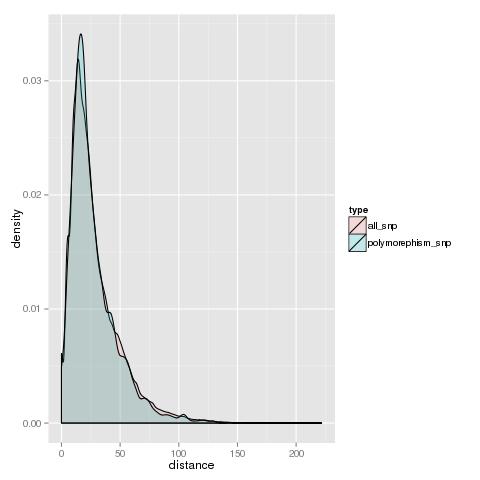 density
0.03
0.02
0.01
0.00
0 50 100 150 200
distance
type
all_snp
polymorephism_snp